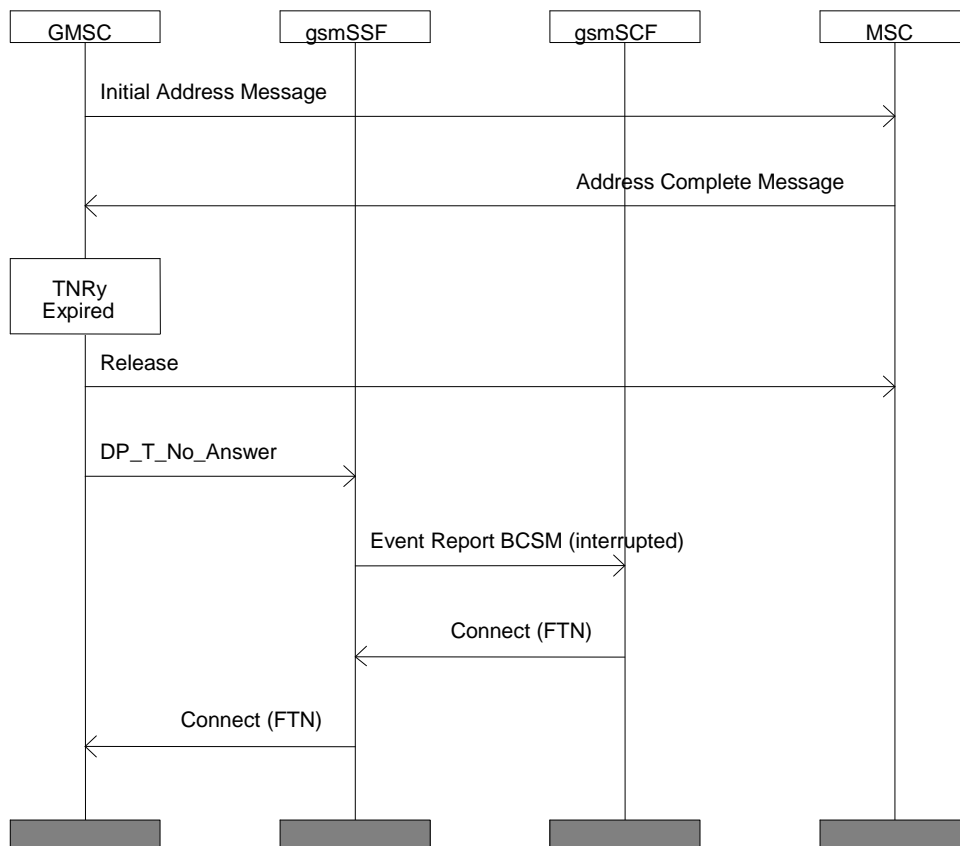 GMSC
gsmSSF
gsmSCF
MSC
Initial Address Message
Address Complete Message
TNRy
Expired
Release
DP_T_No_Answer
Event Report BCSM (interrupted)
Connect (FTN)
Connect (FTN)